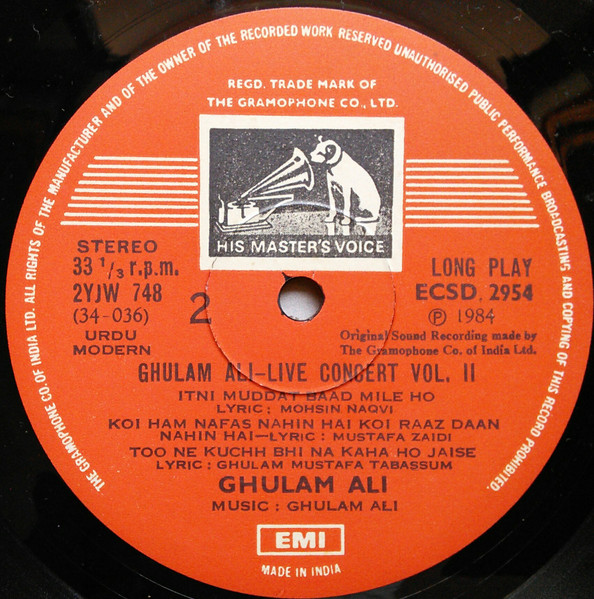 THE GRAMOPHONE CO. OF INDIA LTD. ALL RIGHTS OF THE MANUFACTURER AND OF THE OWNER OF THE RECORDED WORK RESERVED UNAUTHORISED PUBLIC PERFORMANCE BROADCASTING AND COPYING OF THIS RECORD PROHIBITED.
REGD. TRADE MARK OF
THE GRAMOPHONE CO., LTD.
HIS MASTER'S VOICE
STEREO
33 1/3 r.p.m.
2YJW 748
(34-036)
URDU
MODERN
2
LONG PLAY
ECSD. 2954
Ⓟ 1984
Original Sound Recording made by
The Gramophone Co. of India Ltd.
GHULAM ALI-LIVE CONCERT VOL. II
ITNI MUDDAT BAAD MILE HO
LYRIC : MOHSIN NAQVI
KOI HAM NAFAS NAHIN HAI KOI RAAZ DAAN
NAHIN HAI—LYRIC : MUSTAFA ZAIDI
TOO NE KUCHH BHI NA KAHA HO JAISE
LYRIC : GHULAM MUSTAFA TABASSUM
GHULAM ALI
MUSIC : GHULAM ALI
EMI
MADE IN INDIA